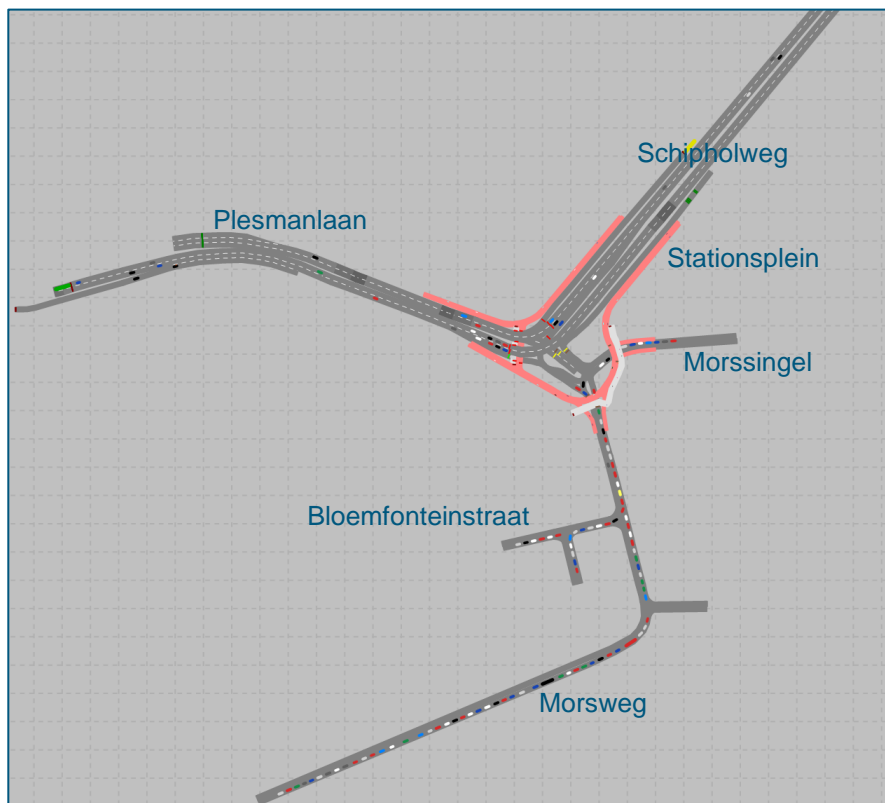 Schipholweg
Plesmanlaan
Stationsplein
Morssingel
Bloemfonteinstraat
Morsweg